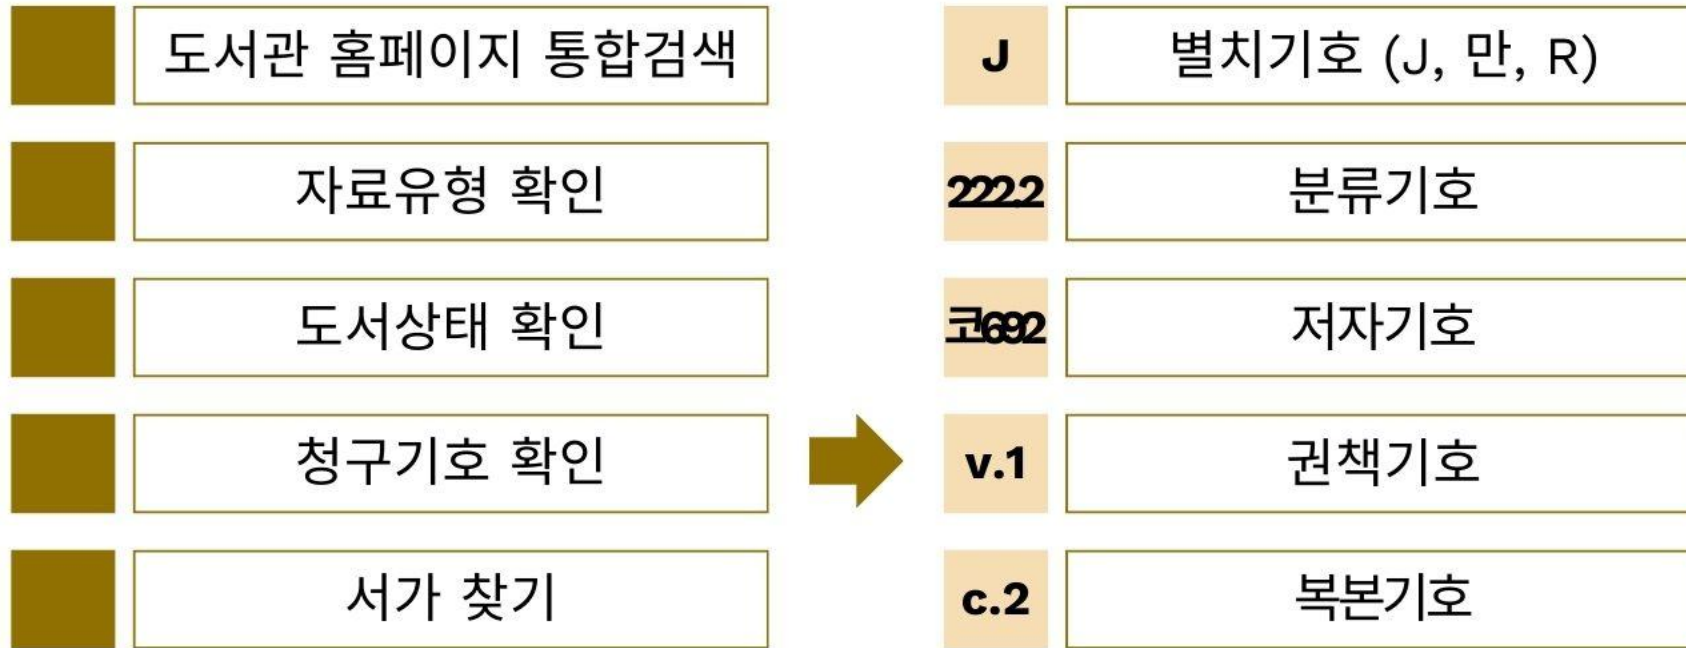 도서관 홈페이지 통합검색
자료유형 확인
도서상태 확인
청구기호 확인
서가 찾기
J 별치기호 (J, 만, R)
222.2 분류기호
코692 저자기호
v.1 권책기호
c.2 복본기호